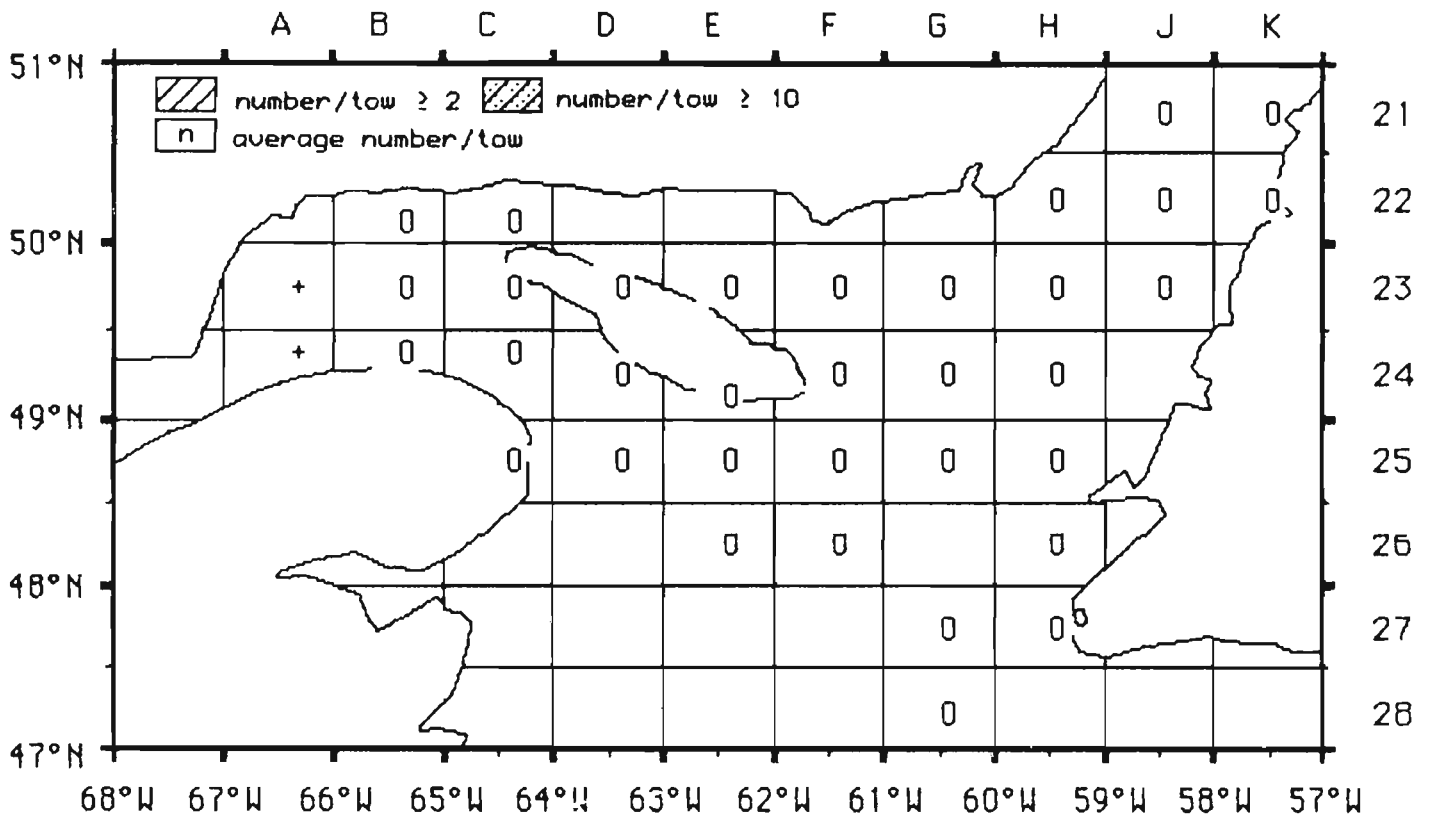 A B C D E F G H J K
51°N
number/tow ≥ 2 number/tow ≥ 10
n average number/tow
0 0 21
0 0 0 22
0 0
50°N
+ 0 0 0 0 0 0 0 0 23
+ 0 0
0 0 0 0 24
0
49°N
0 0 0 0 0 0 25
0 0 0 26
48°N
0 0 27
0 28
47°N
68°W 67°W 66°W 65°W 64°W 63°W 62°W 61°W 60°W 59°W 58°W 57°W